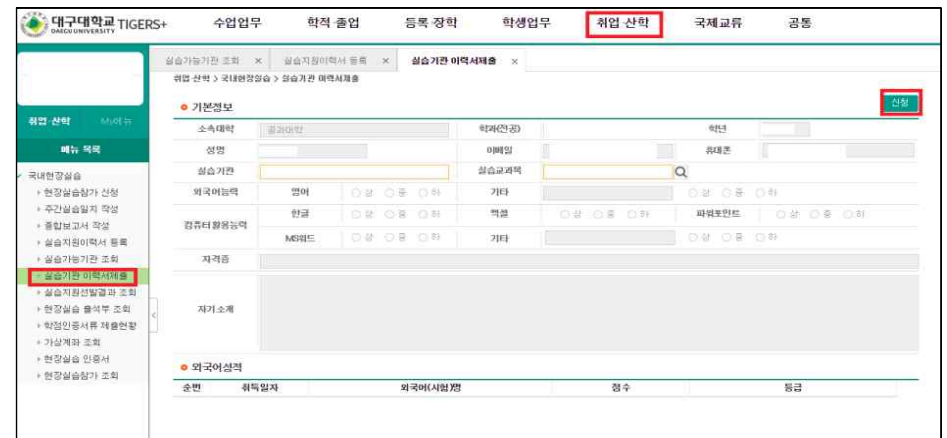 대구대학교 TIGERS+ 수업업무 학적·졸업 등록·장학 학생업무 취업·산학 국제교류 공통
DAEGU UNIVERSITY
실습가능기관 조회 × 실습지원이력서 등록 × 실습기관 이력서제출 ×
취업·산학 > 국내현장실습 > 실습기관 이력서제출
취업·산학 My메뉴
메뉴 목록
국내현장실습
현장실습참가 신청
주간실습일지 작성
종합보고서 작성
실습지원이력서 등록
실습가능기관 조회
실습기관 이력서제출
실습지원선발결과 조회
현장실습 출석부 조회
학점인증서류 제출현황
가상계좌 조회
현장실습 인증서
현장실습참가 조회
기본정보
신청
소속대학 공과대학 학과(전공) 학년
성명 이메일 휴대폰
실습기관 실습교과목
외국어능력 영어 상 중 하 기타 상 중 하
컴퓨터활용능력 한글 상 중 하 엑셀 상 중 하 파워포인트 상 중 하
MS워드 상 중 하 기타 상 중 하
자격증
자기소개
외국어성적
순번 취득일자 외국어(시험)명 점수 등급